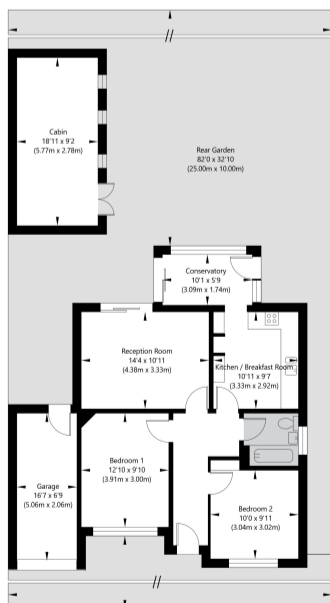 Cabin
18'11 x 9'2
(5.77m x 2.78m)
Rear Garden
82'0 x 32'10
(25.00m x 10.00m)
Conservatory
10'1 x 5'9
(3.09m x 1.74m)
Reception Room
14'4 x 10'11
(4.38m x 3.33m)
Kitchen / Breakfast Room
10'11 x 9'7
(3.33m x 2.92m)
Garage
16'7 x 6'9
(5.06m x 2.06m)
Bedroom 1
12'10 x 9'10
(3.91m x 3.00m)
Bedroom 2
10'0 x 9'11
(3.04m x 3.02m)